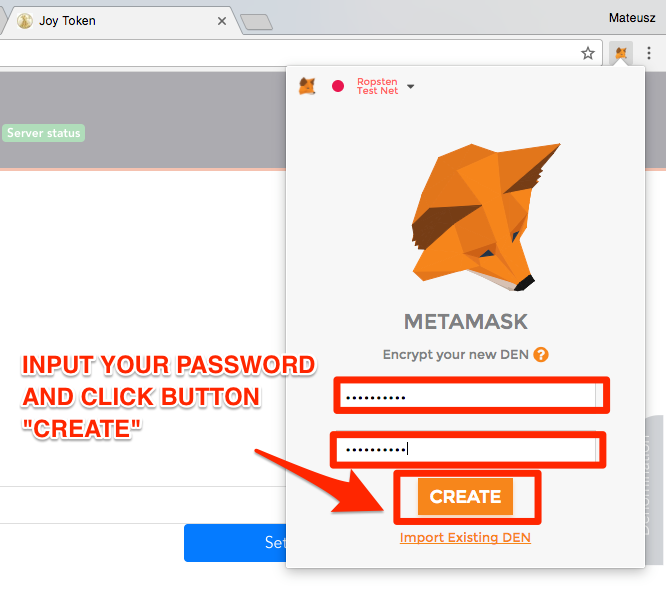 Joy Token
Mateusz
Ropsten
Test Net
Server status
METAMASK
Encrypt your new DEN ?
INPUT YOUR PASSWORD
AND CLICK BUTTON
"CREATE"
••••••••••
••••••••••
CREATE
Import Existing DEN
Set
Denomination